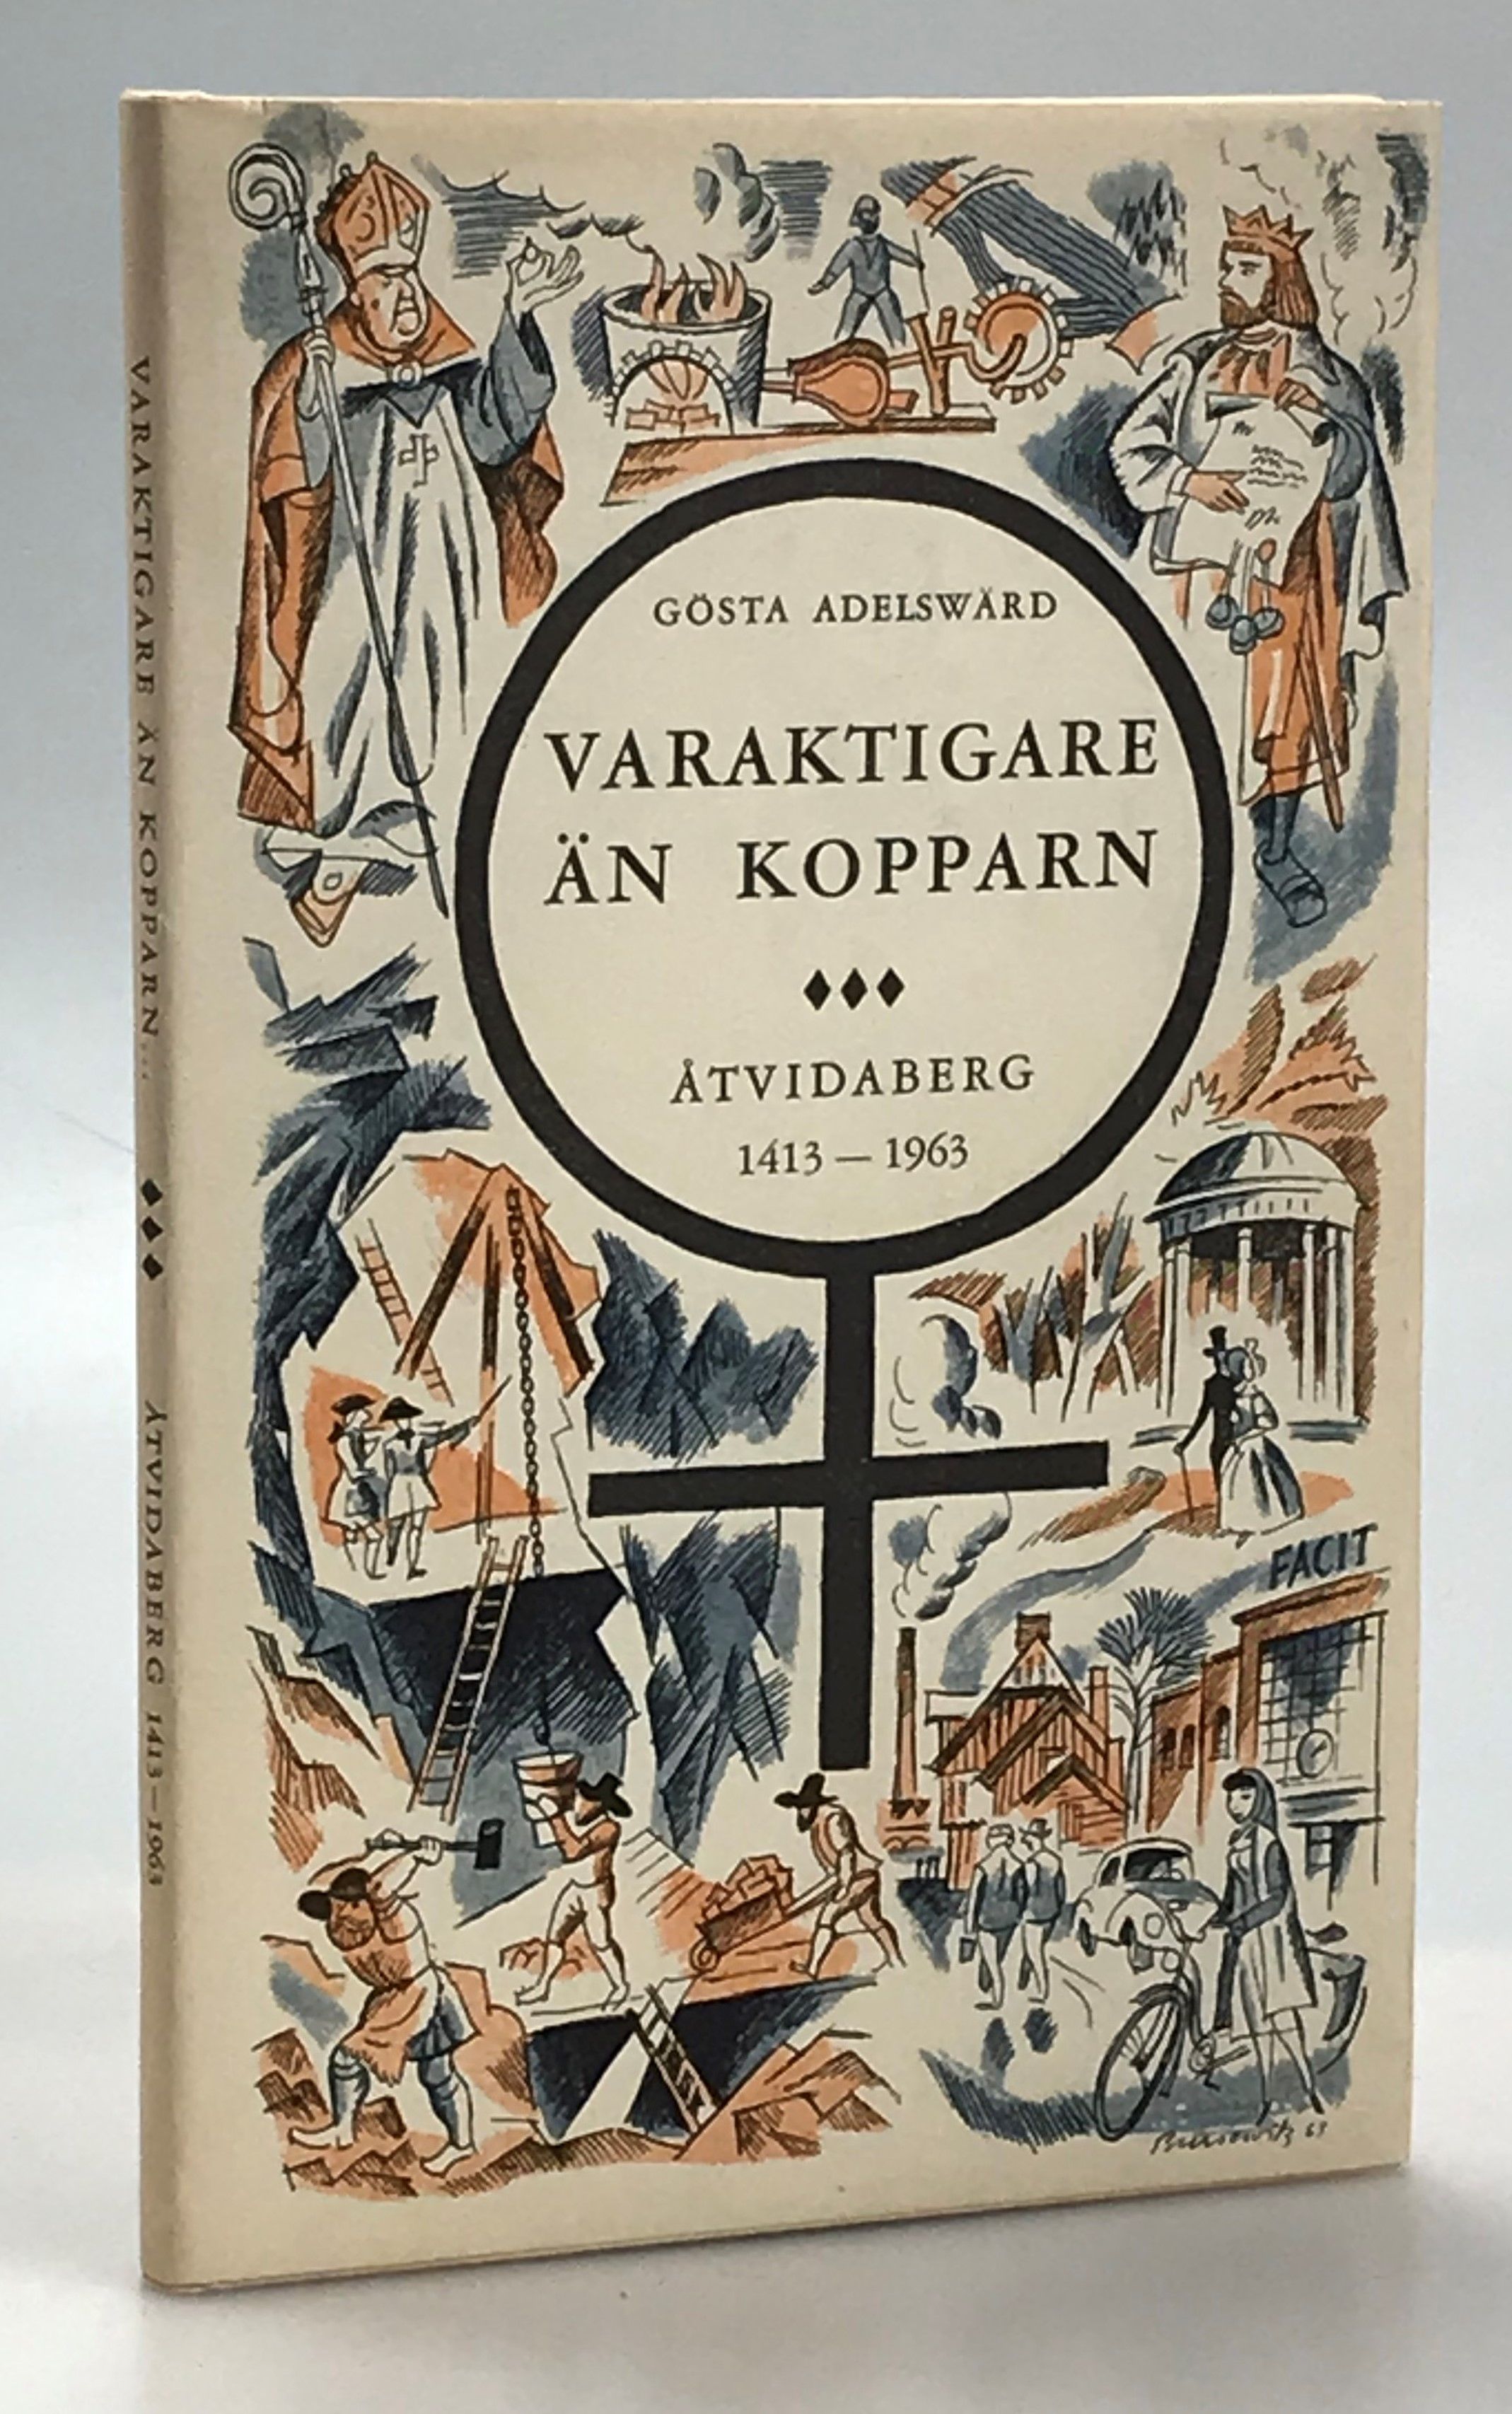 GÖSTA ADELSWÄRD
VARAKTIGARE
ÄN KOPPARN
ÅTVIDABERG
1413 — 1963
FACIT
VARAKTIGARE ÄN KOPPARN... ÅTVIDABERG 1413—1963